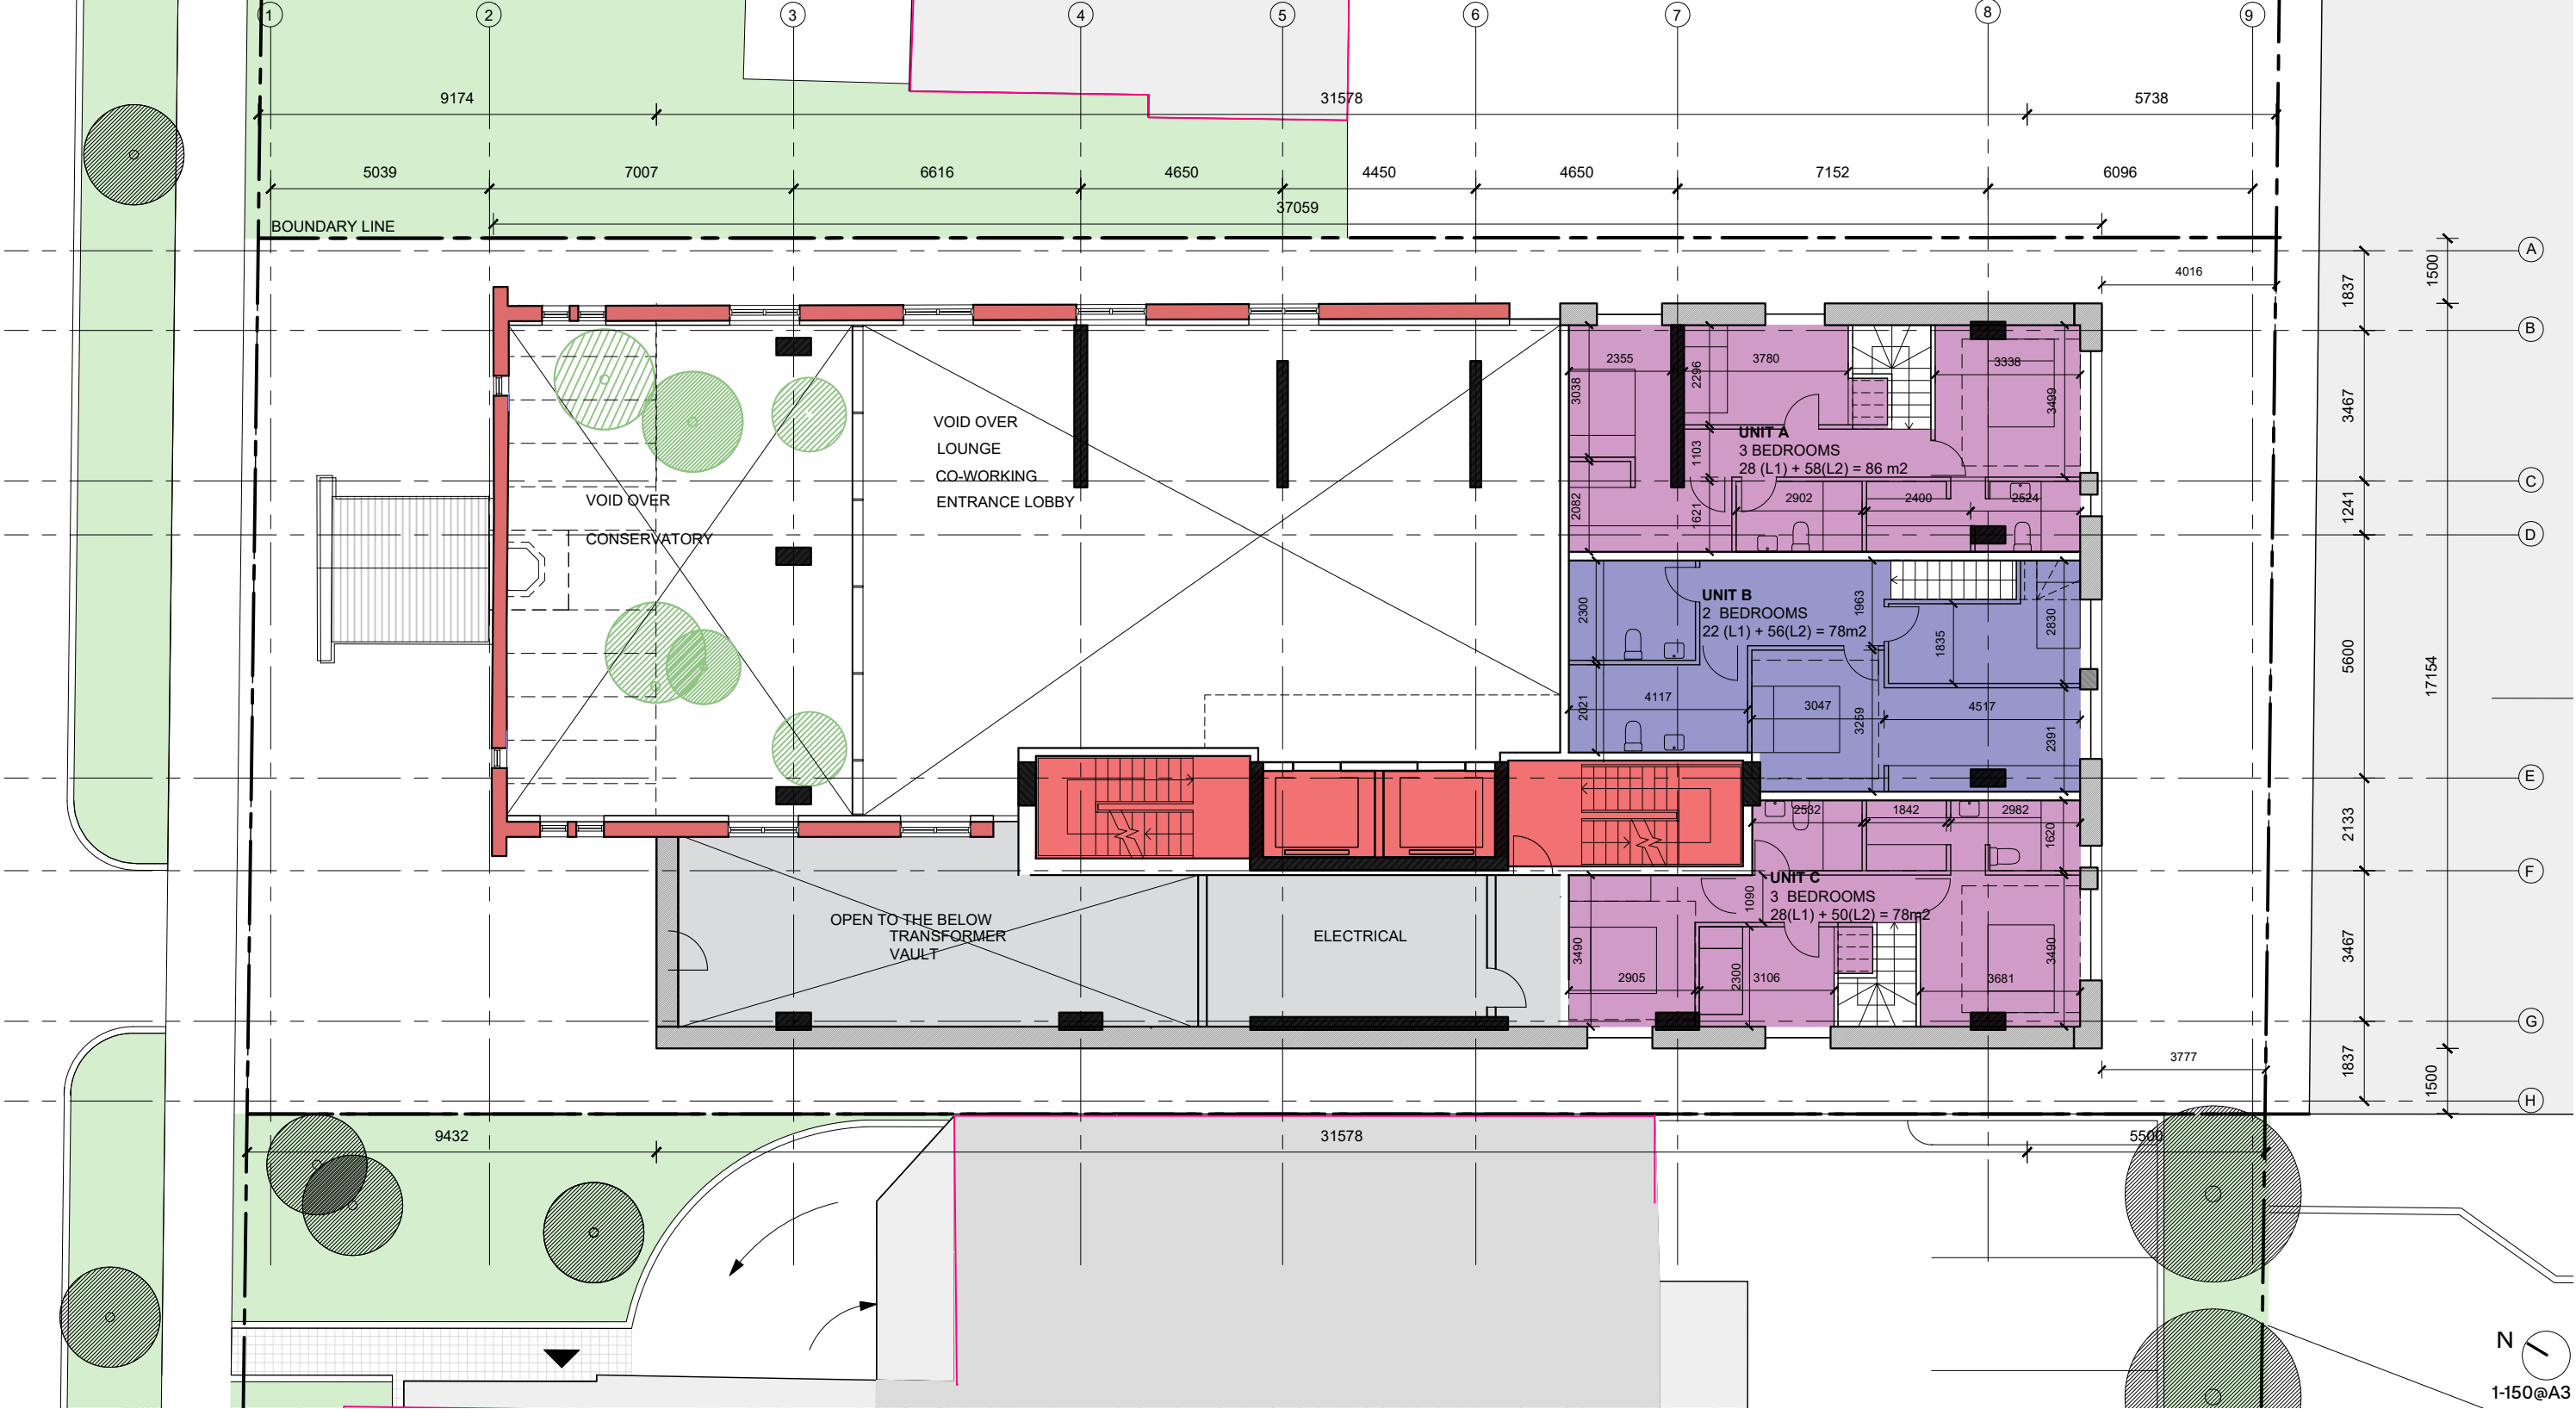 1
2
3
4
5
6
7
8
9
9174
31578
5738
5039
7007
6616
4650
4450
4650
7152
6096
37059
BOUNDARY LINE
A
B
C
D
E
F
G
H
4016
1837
3467
1241
5600
2133
3467
1837
1500
17154
1500
VOID OVER
LOUNGE
CO-WORKING
ENTRANCE LOBBY
VOID OVER
CONSERVATORY
2355
3780
3338
3038
2296
3499
UNIT A
3 BEDROOMS
28 (L1) + 58(L2) = 86 m2
1103
2082
1621
2902
2400
2524
UNIT B
2 BEDROOMS
22 (L1) + 56(L2) = 78m2
2300
1963
1835
2830
4117
3047
4517
2021
3259
2391
2532
1842
2982
1620
UNIT C
3 BEDROOMS
28(L1) + 50(L2) = 78m2
1090
3490
2905
2300
3106
3681
3490
OPEN TO THE BELOW
TRANSFORMER
VAULT
ELECTRICAL
3777
9432
31578
5500
N
1-150@A3